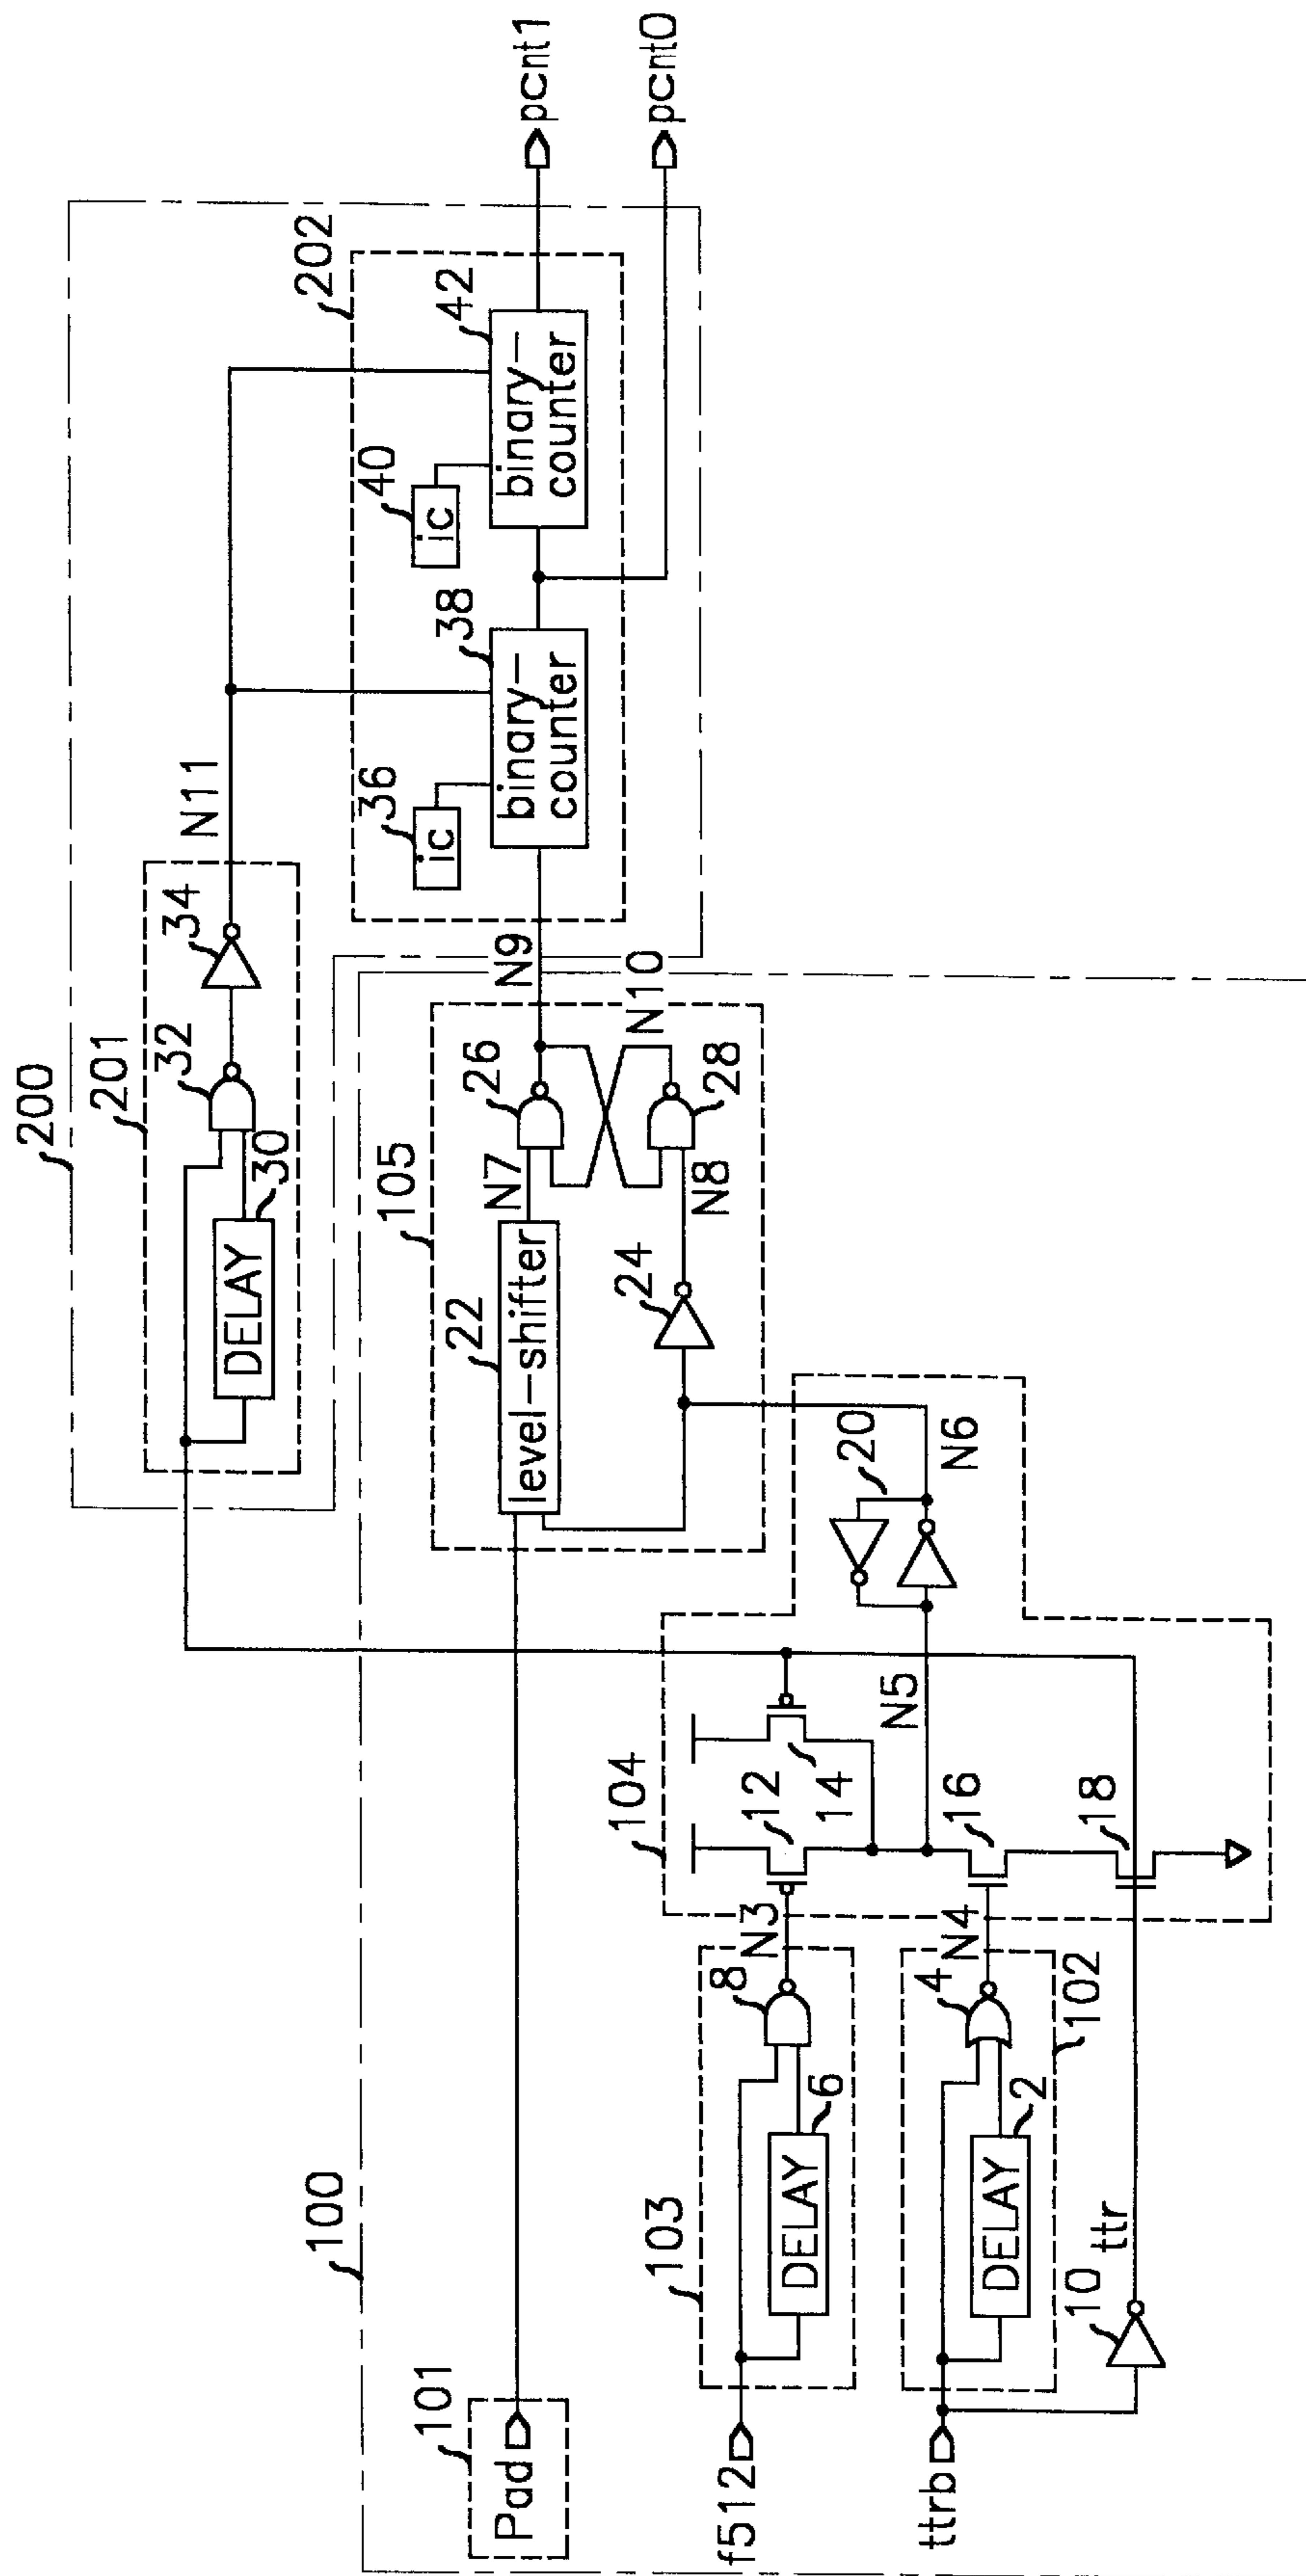 200
201
32
34
N11
DELAY
30
202
36
ic
38
binary-
counter
40
ic
42
binary-
counter
pcnt1
pcnt0
100
101
Pad
105
22
level-shifter
N7
26
N9
N10
24
N8
28
104
103
f512
DELAY
6
8
N3
12
14
N5
20
N6
102
ttrb
DELAY
2
4
N4
16
18
10
ttr